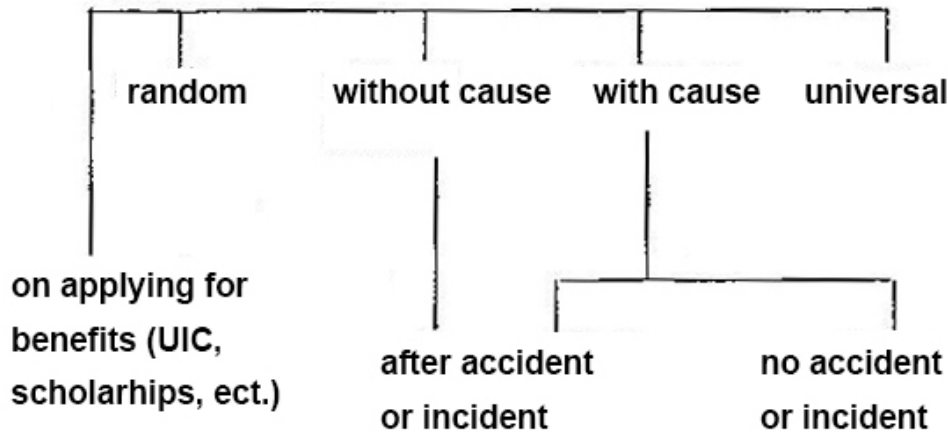 random
without cause
with cause
universal
on applying for
benefits (UIC,
scholarhips, ect.)
after accident
or incident
no accident
or incident